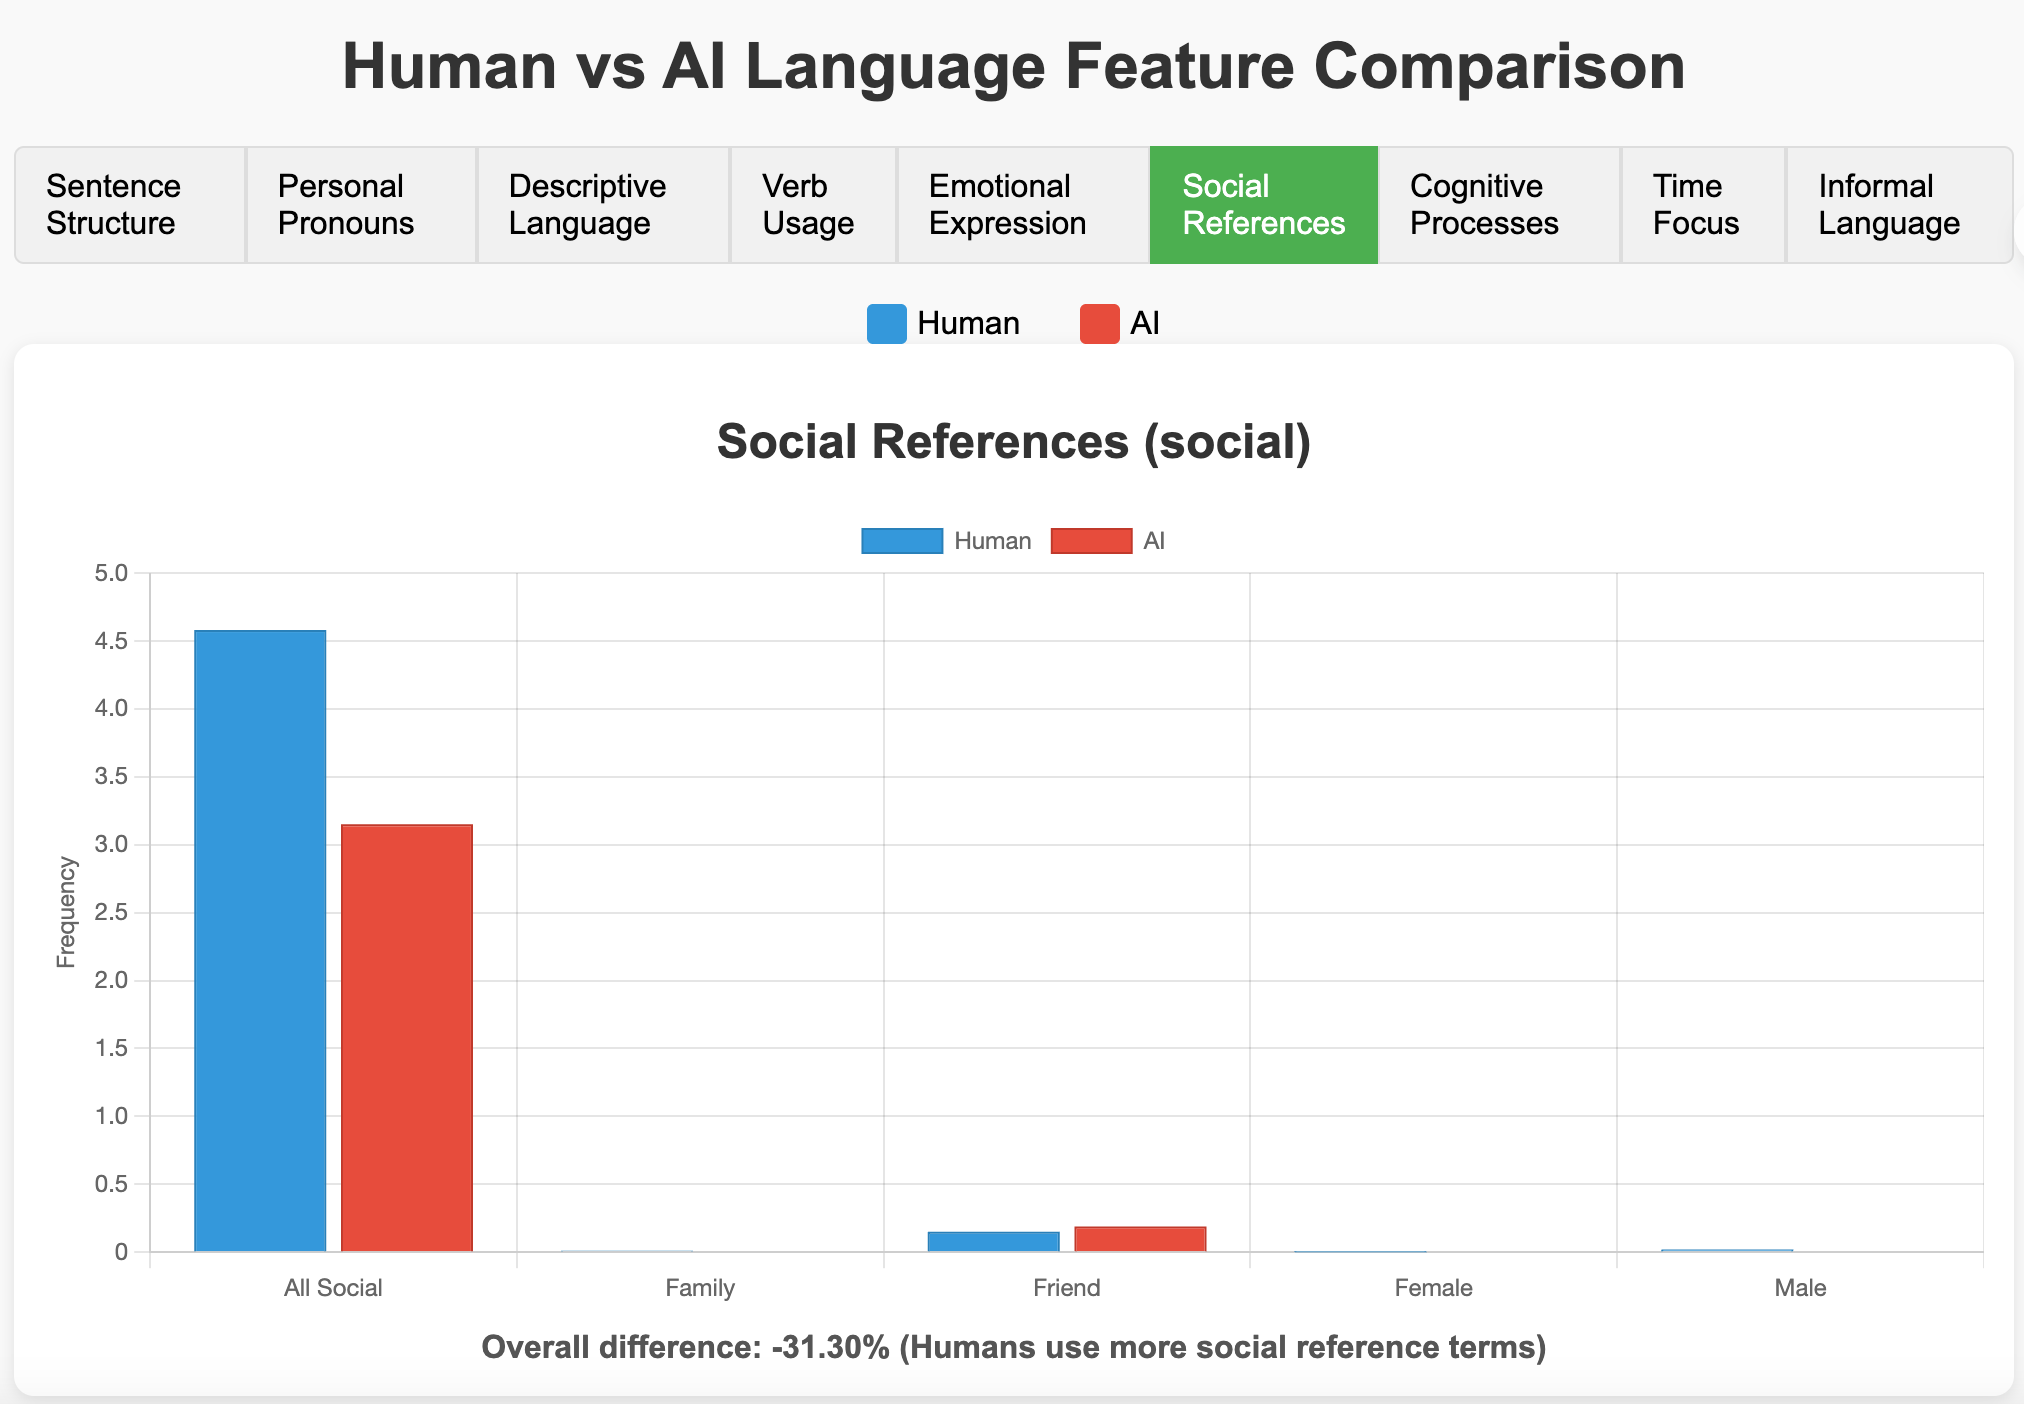 Human vs AI Language Feature Comparison
Sentence
Structure
Personal
Pronouns
Descriptive
Language
Verb
Usage
Emotional
Expression
Social
References
Cognitive
Processes
Time
Focus
Informal
Language
Human
AI
Social References (social)
Human
AI
5.0
4.5
4.0
3.5
3.0
2.5
2.0
1.5
1.0
0.5
0
Frequency
All Social
Family
Friend
Female
Male
Overall difference: -31.30% (Humans use more social reference terms)